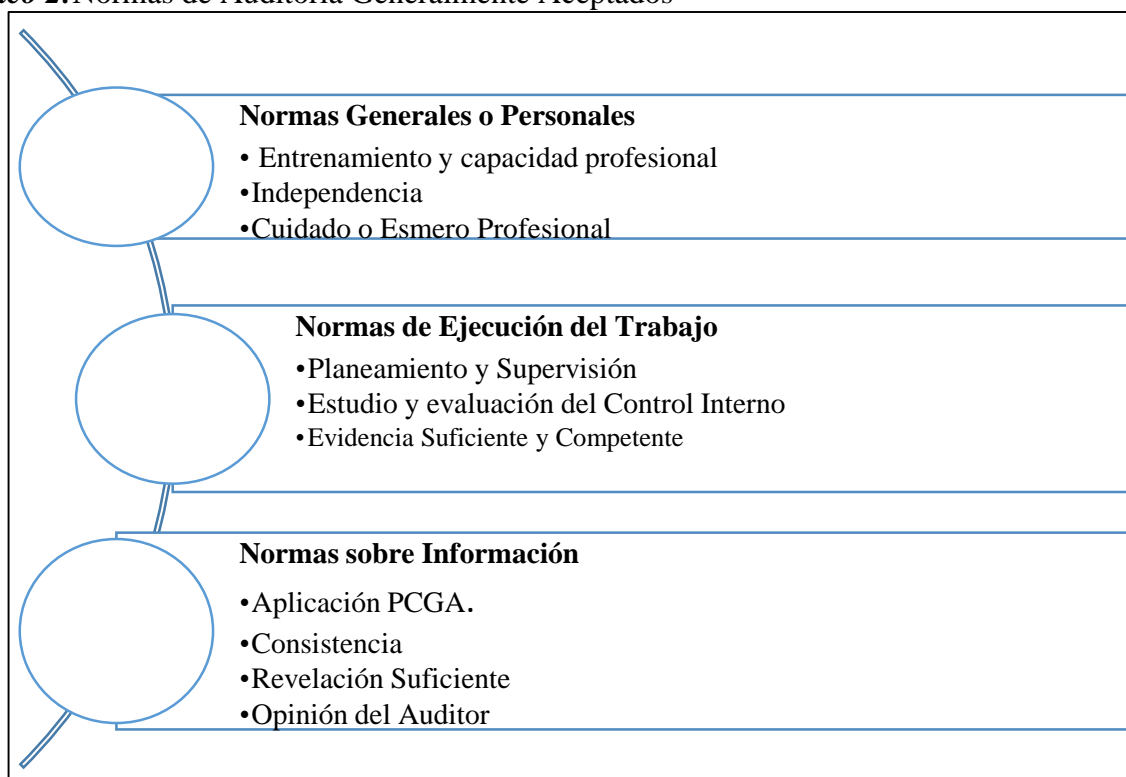 2:Normas de Auditoría Generalmente Aceptados
Normas Generales o Personales
• Entrenamiento y capacidad profesional
•Independencia
•Cuidado o Esmero Profesional
Normas de Ejecución del Trabajo
•Planeamiento y Supervisión
•Estudio y evaluación del Control Interno
•Evidencia Suficiente y Competente
Normas sobre Información
•Aplicación PCGA.
•Consistencia
•Revelación Suficiente
•Opinión del Auditor